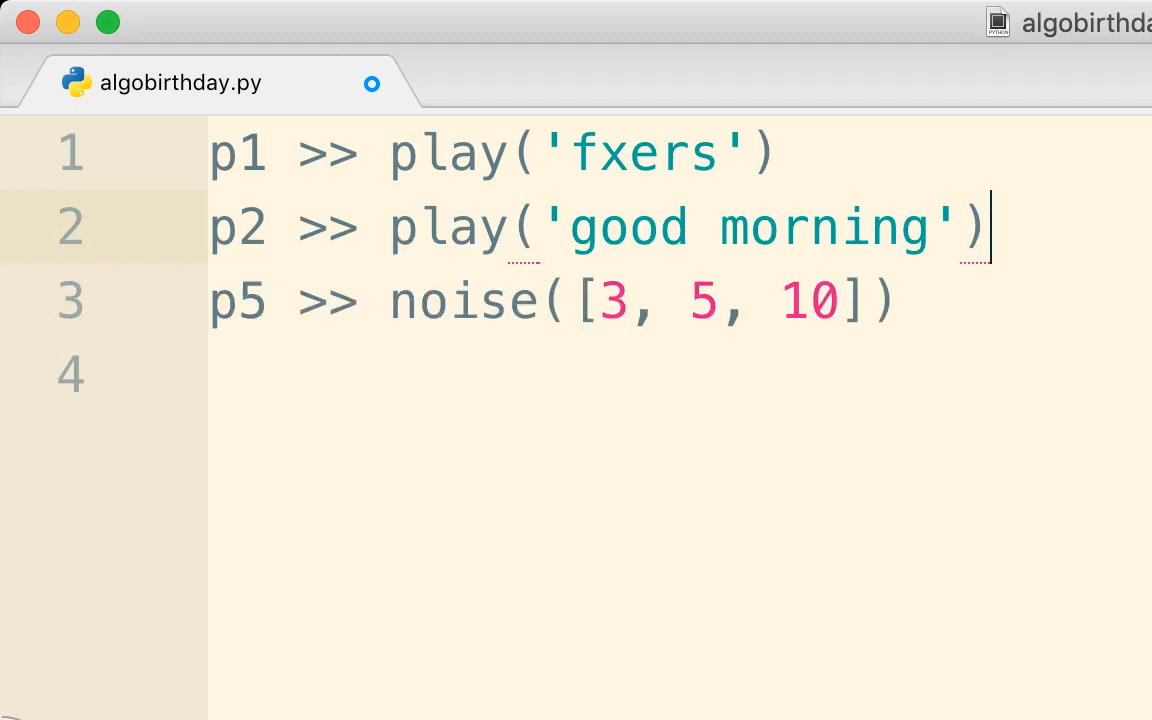 algobirthda
algobirthday.py
1 p1 >> play('fxers')
2 p2 >> play('good morning')
3 p5 >> noise([3, 5, 10])
4